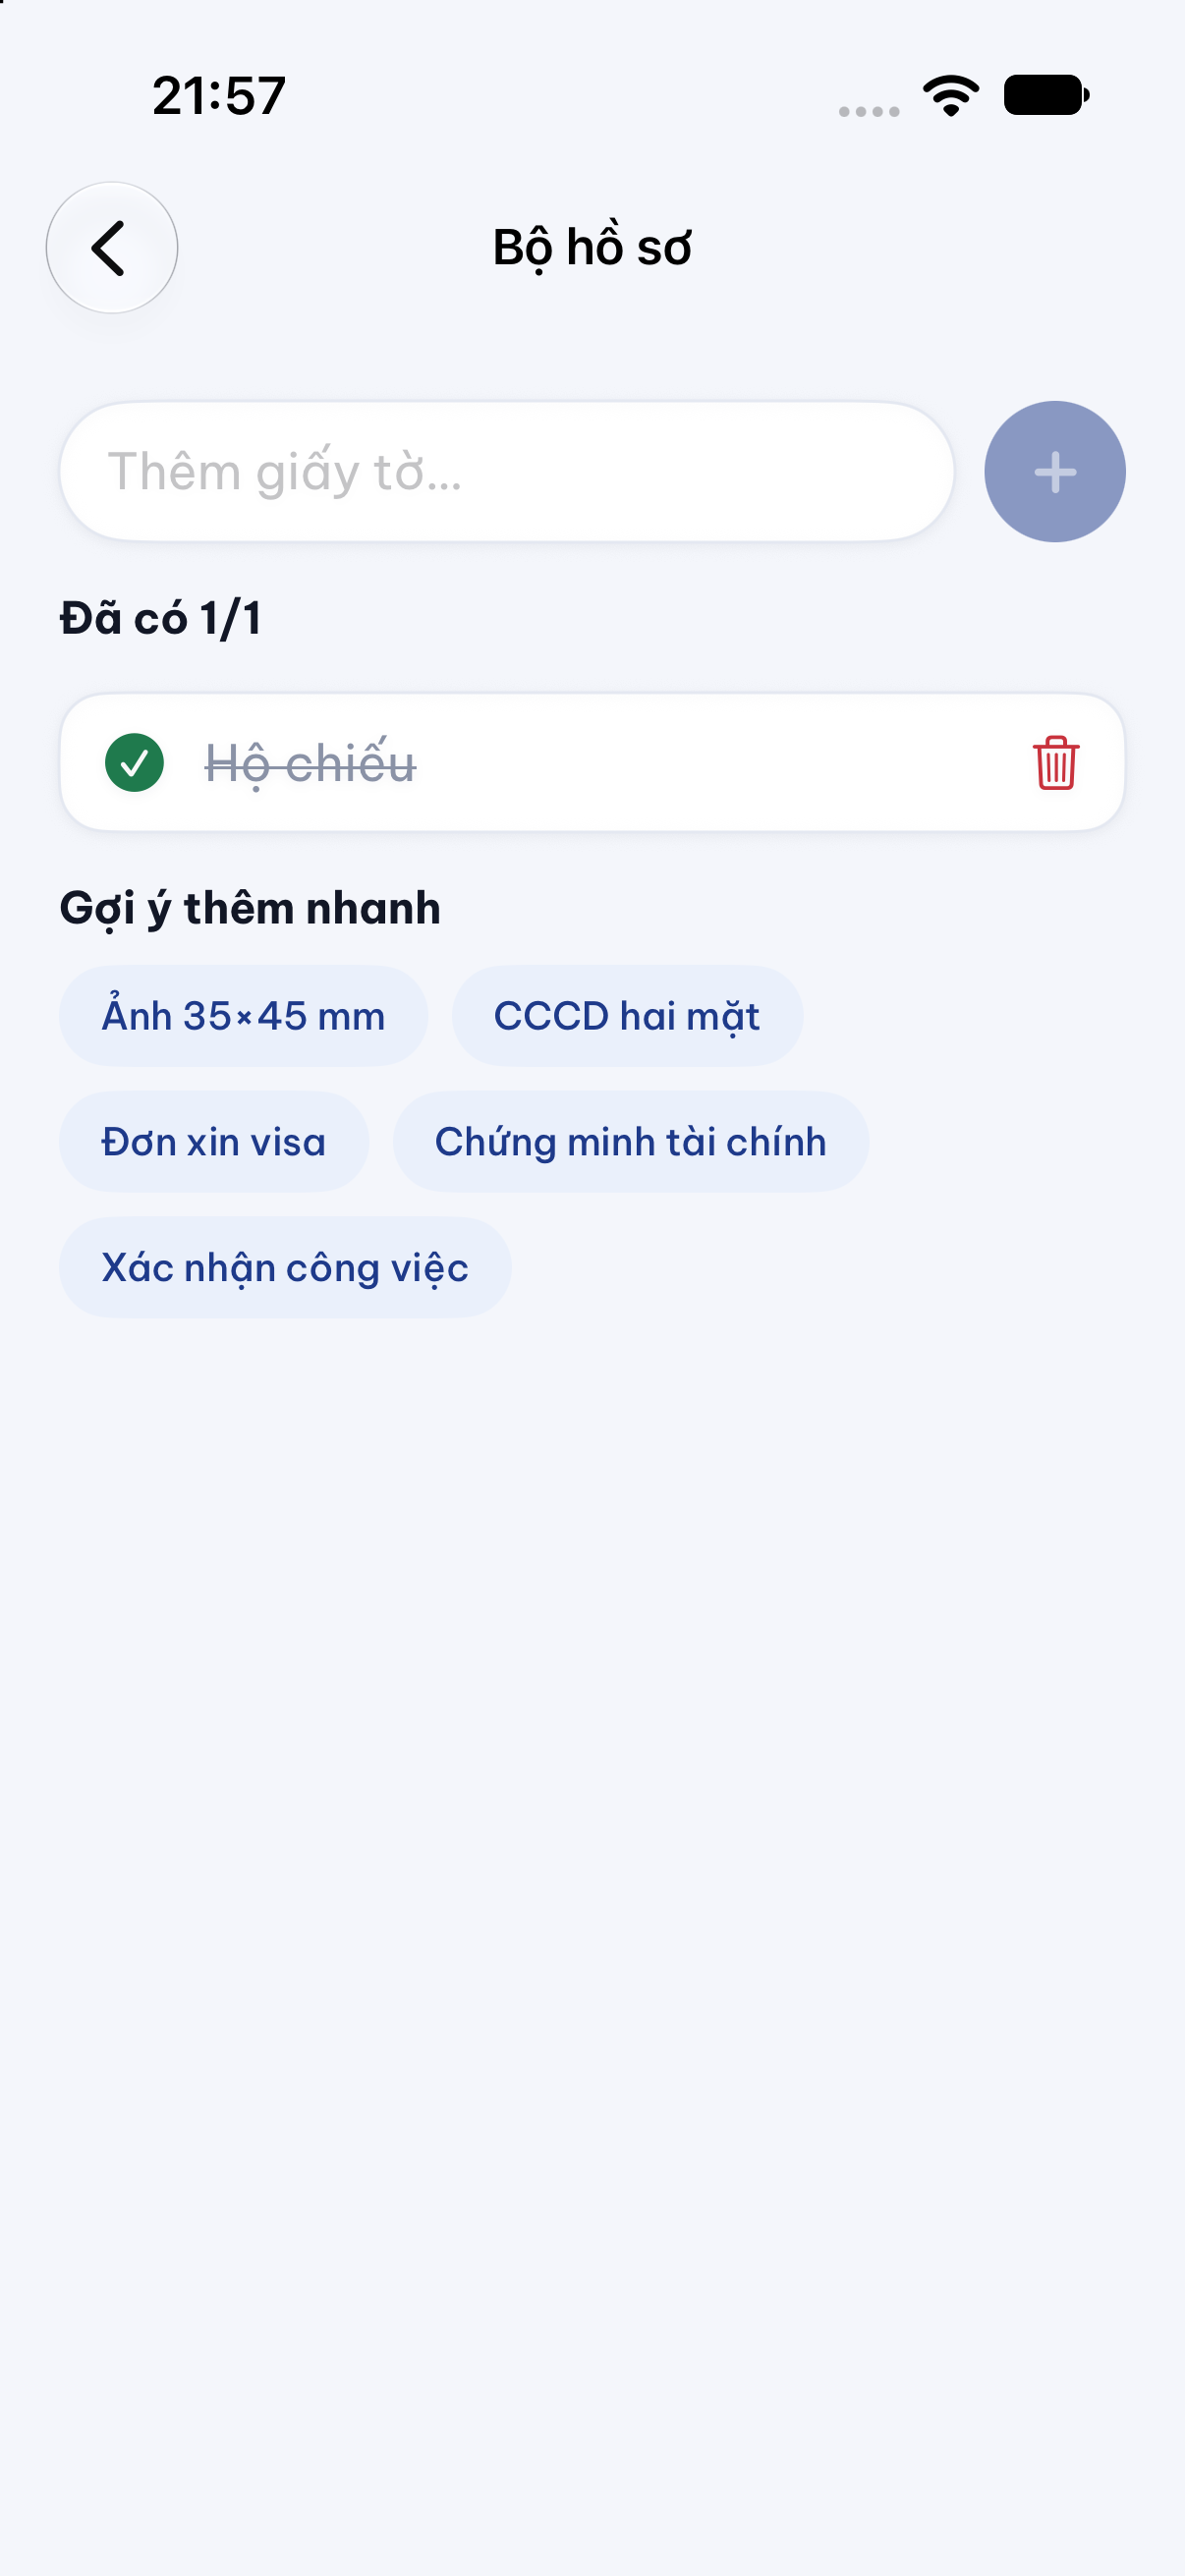 21:57
Bộ hồ sơ
Thêm giấy tờ...
Đã có 1/1
Hộ chiếu
Gợi ý thêm nhanh
Ảnh 35×45 mm
CCCD hai mặt
Đơn xin visa
Chứng minh tài chính
Xác nhận công việc